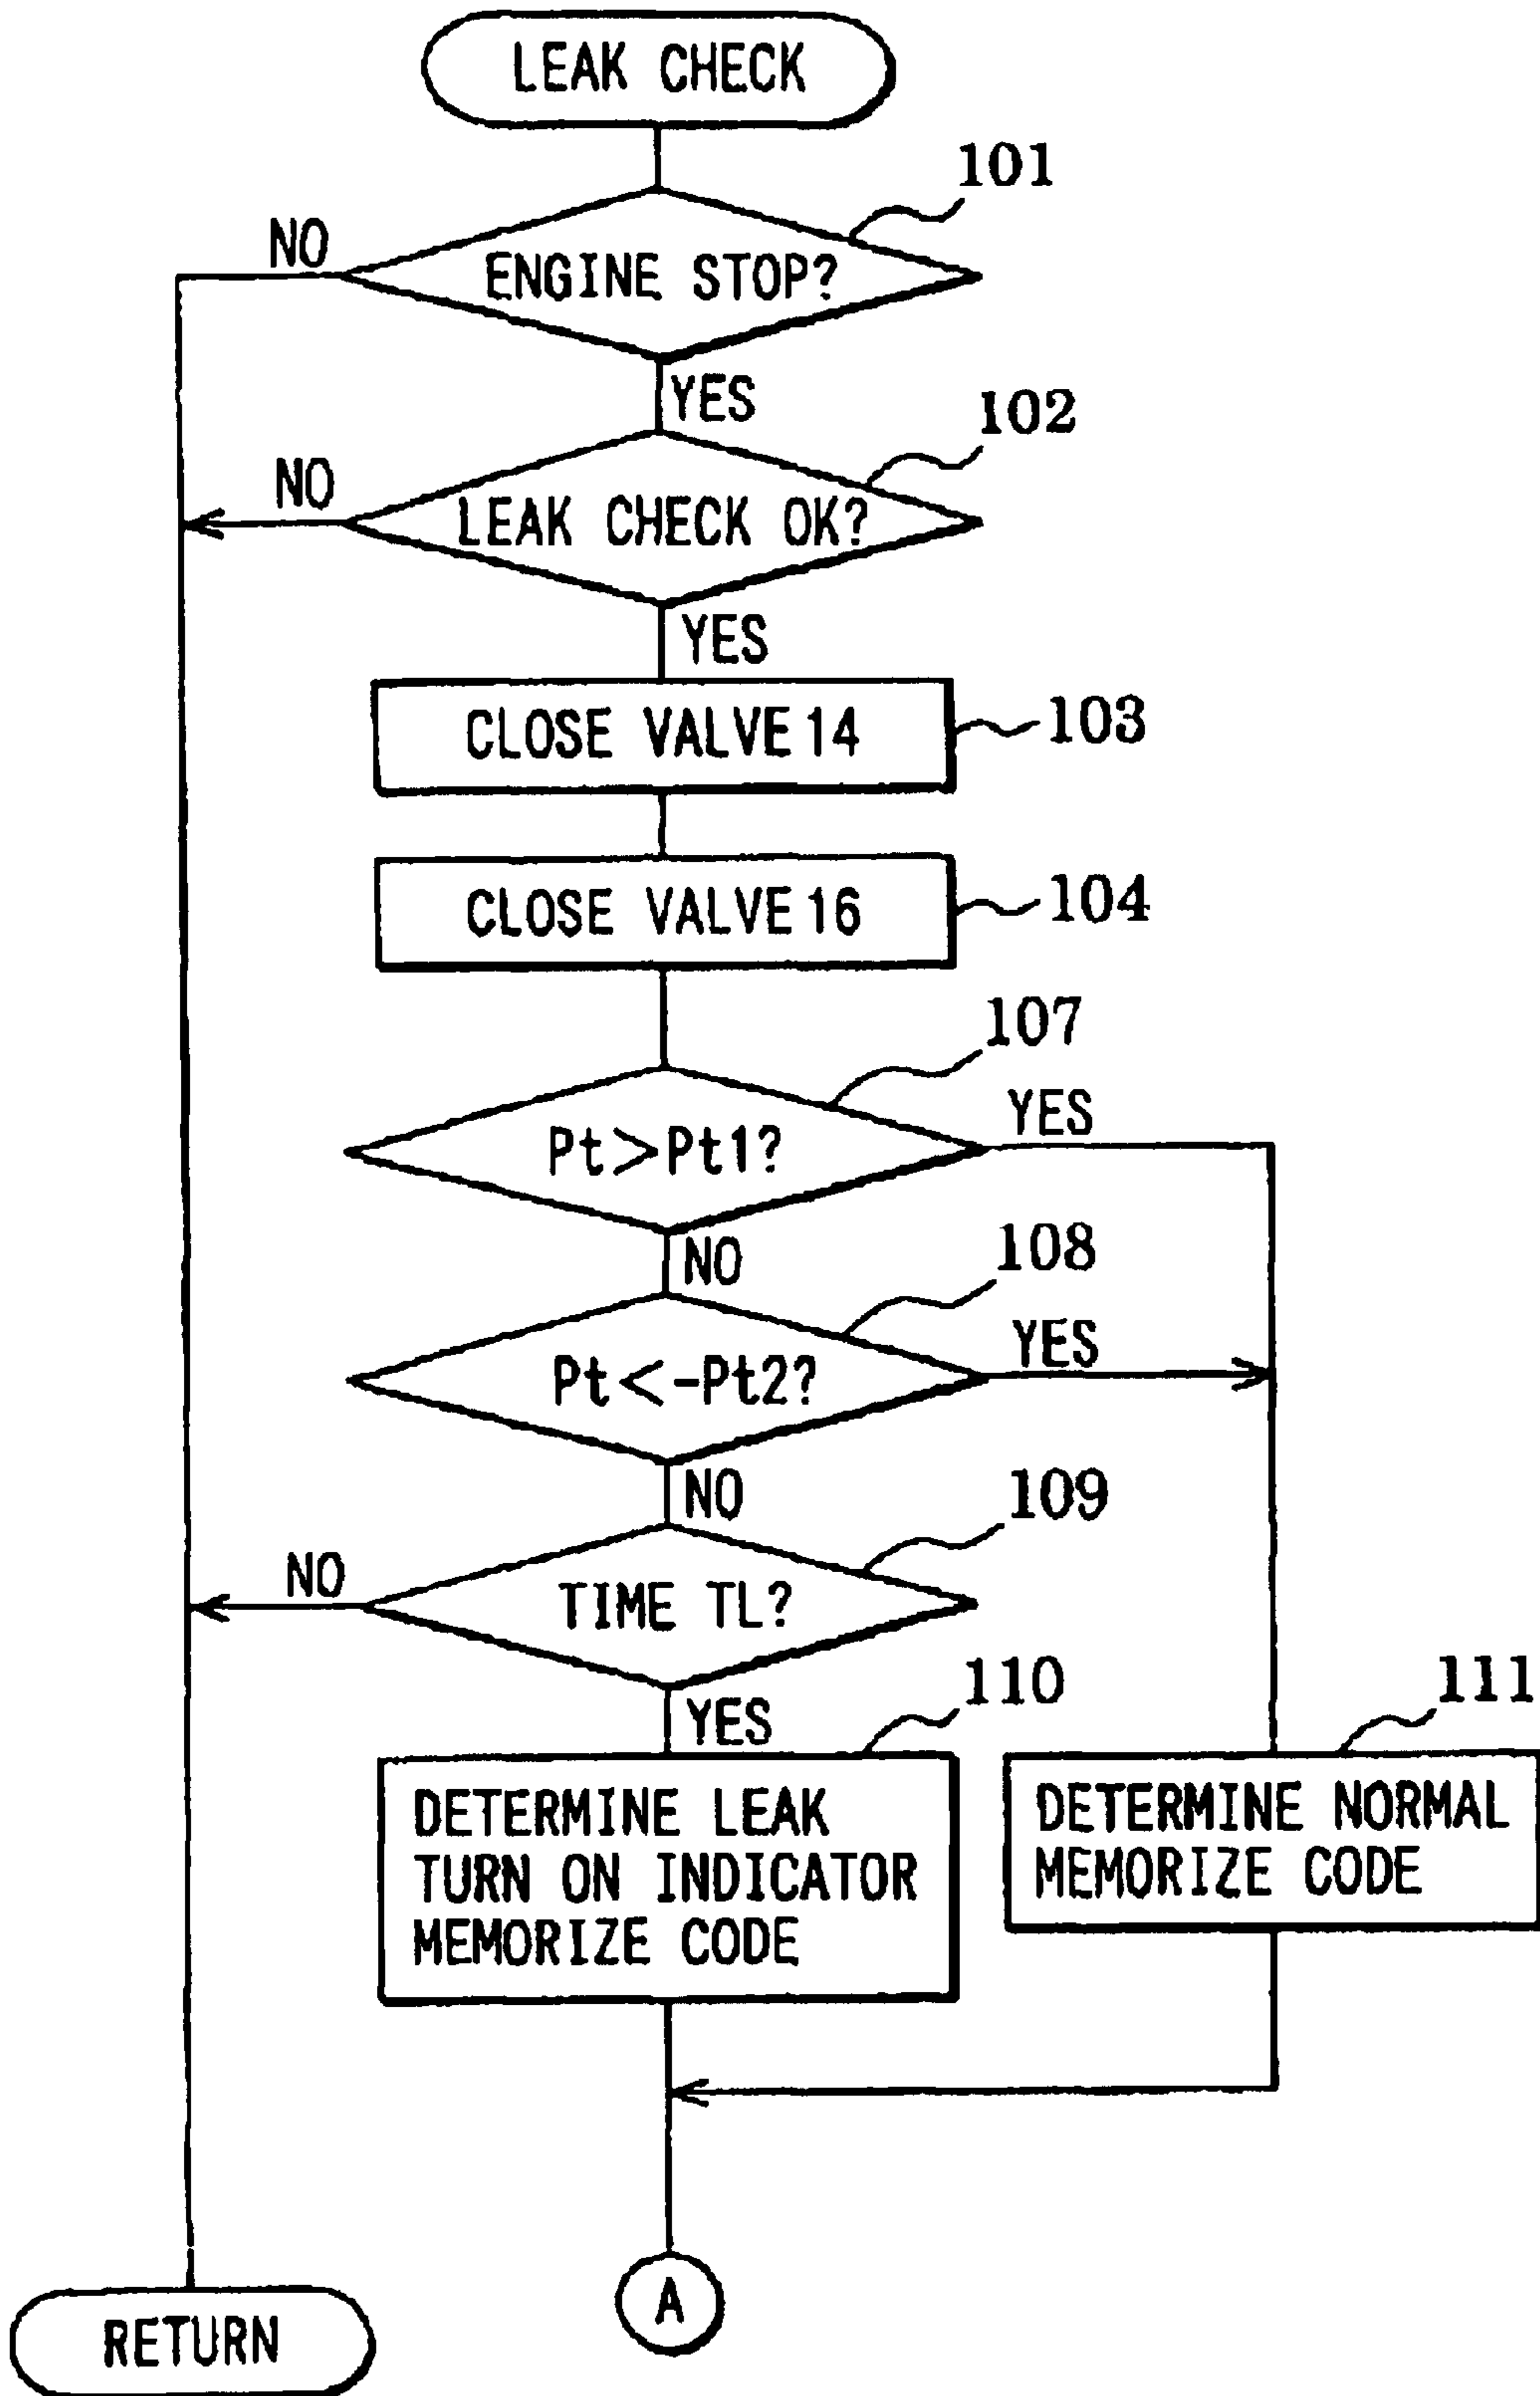 LEAK CHECK
101
NO
ENGINE STOP?
YES
102
NO
LEAK CHECK OK?
YES
CLOSE VALVE 14
103
CLOSE VALVE 16
104
107
Pt>Pt1?
YES
NO
108
Pt<-Pt2?
YES
NO
109
NO
TIME TL?
YES
110
111
DETERMINE LEAK
TURN ON INDICATOR
MEMORIZE CODE
DETERMINE NORMAL
MEMORIZE CODE
A
RETURN